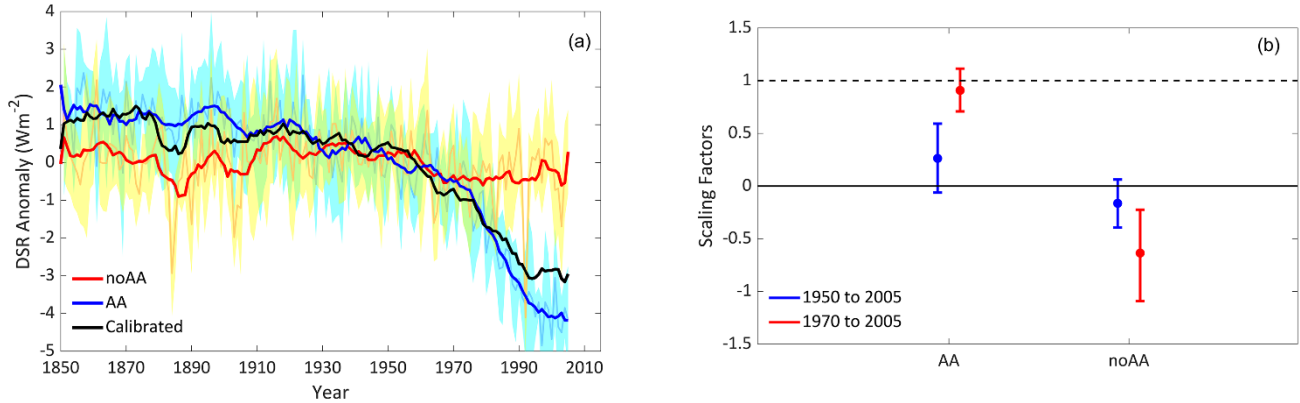 (a)
DSR Anomaly (Wm-2)
4
3
2
1
0
-1
-2
-3
-4
-5
noAA
AA
Calibrated
1850 1870 1890 1910 1930 1950 1970 1990 2010
Year
(b)
Scaling Factors
1.5
1
0.5
0
-0.5
-1
-1.5
1950 to 2005
1970 to 2005
AA noAA